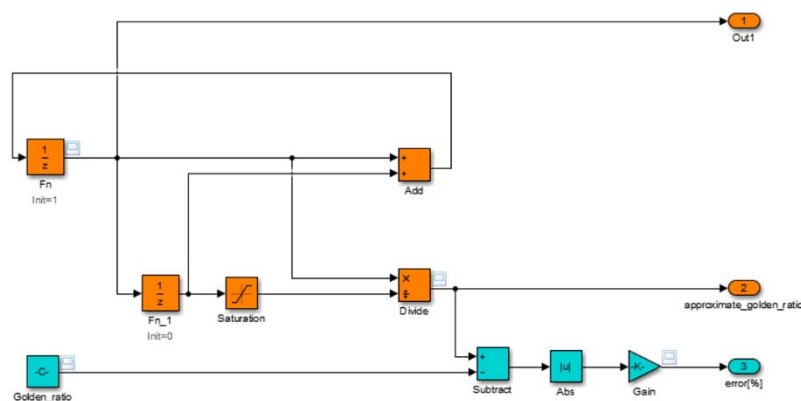 1
Out1
1
z
Fn
Init=1
+
+
Add
1
z
Fn_1
Init=0
Saturation
×
÷
Divide
2
approximate_golden_ratio
-C-
Golden_ratio
+
−
Subtract
|u|
Abs
-K-
Gain
3
error[%]